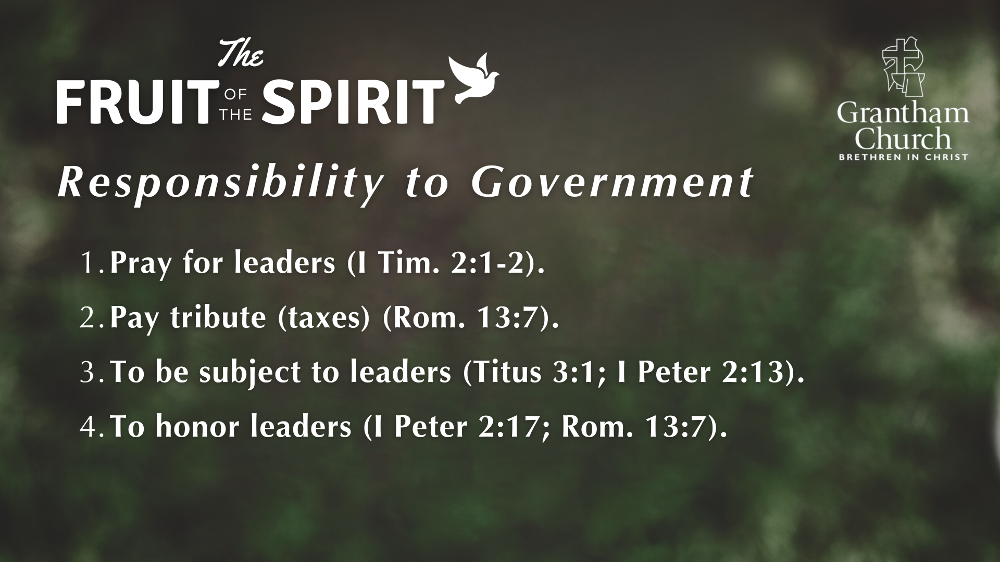 The
FRUIT OF THE SPIRIT
Grantham
Church
BRETHREN IN CHRIST
Responsibility to Government
1. Pray for leaders (I Tim. 2:1-2).
2. Pay tribute (taxes) (Rom. 13:7).
3. To be subject to leaders (Titus 3:1; I Peter 2:13).
4. To honor leaders (I Peter 2:17; Rom. 13:7).